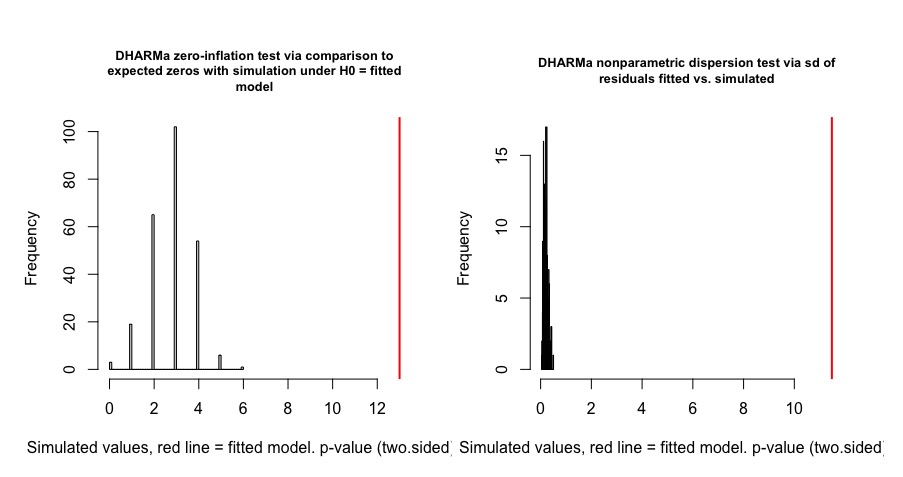 DHARMa zero-inflation test via comparison to
expected zeros with simulation under H0 = fitted
model
Frequency
100
80
60
40
20
0
0 2 4 6 8 10 12
Simulated values, red line = fitted model. p-value (two.sided)
DHARMa nonparametric dispersion test via sd of
residuals fitted vs. simulated
Frequency
15
10
5
0
0 2 4 6 8 10
Simulated values, red line = fitted model. p-value (two.sided)